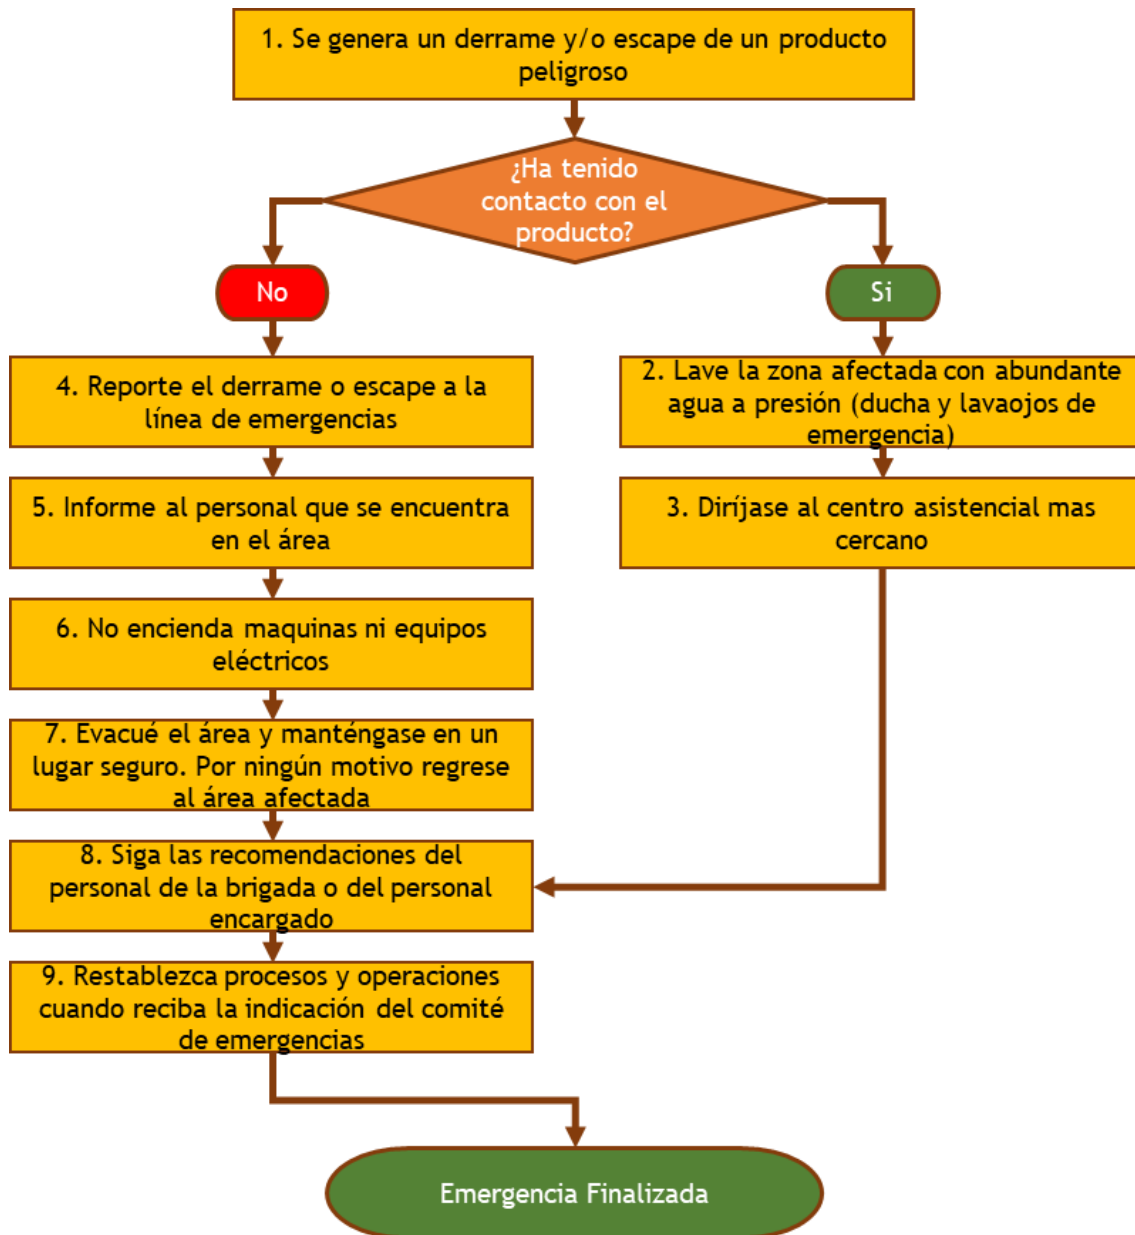 1. Se genera un derrame y/o escape de un producto
peligroso
¿Ha tenido
contacto con el
producto?
No
Si
4. Reporte el derrame o escape a la
línea de emergencias
2. Lave la zona afectada con abundante
agua a presión (ducha y lavaojos de
emergencia)
5. Informe al personal que se encuentra
en el área
3. Diríjase al centro asistencial mas
cercano
6. No encienda maquinas ni equipos
eléctricos
7. Evacué el área y manténgase en un
lugar seguro. Por ningún motivo regrese
al área afectada
8. Siga las recomendaciones del
personal de la brigada o del personal
encargado
9. Restablezca procesos y operaciones
cuando reciba la indicación del comité
de emergencias
Emergencia Finalizada